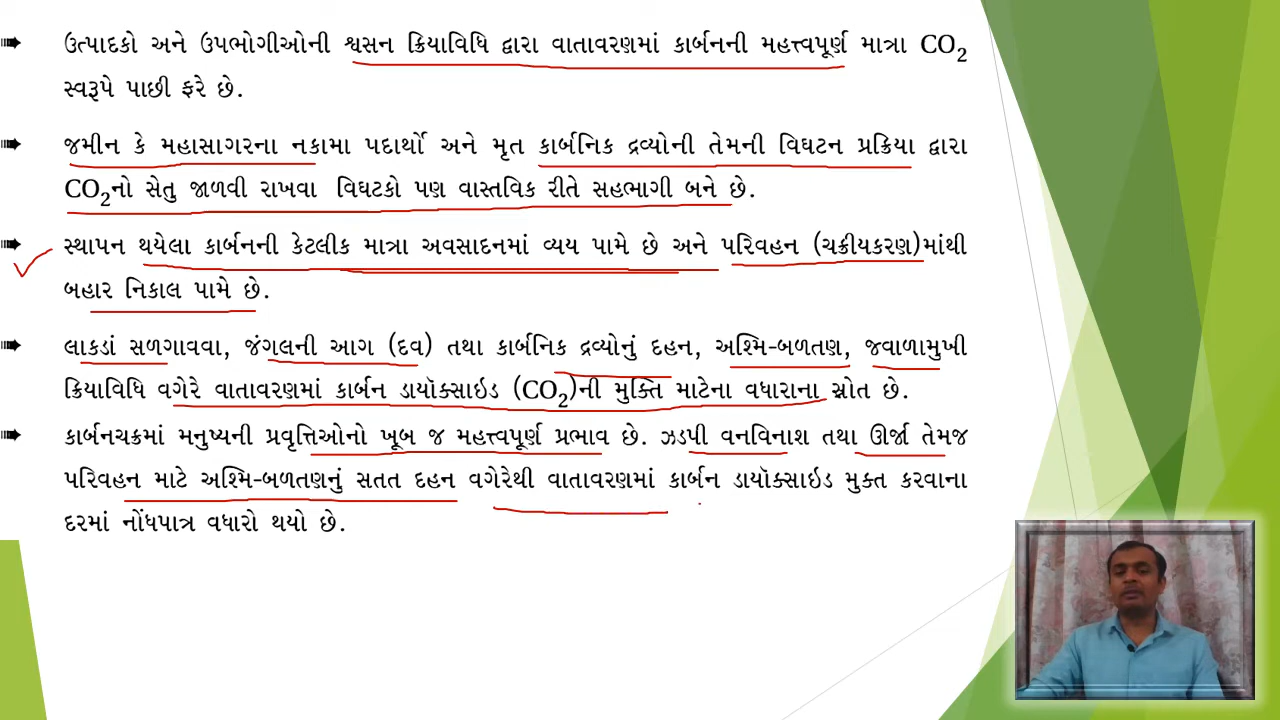 ઉત્પાદકો અને ઉપભોગીઓની શ્વસન ક્રિયાવિધિ દ્વારા વાતાવરણમાં કાર્બનની મહત્ત્વપૂર્ણ માત્રા CO₂
સ્વરૂપે પાછી ફરે છે.
જમીન કે મહાસાગરના નકામા પદાર્થો અને મૃત કાર્બનિક દ્રવ્યોની તેમની વિઘટન પ્રક્રિયા દ્વારા
CO₂નો સેતુ જાળવી રાખવા વિઘટકો પણ વાસ્તવિક રીતે સહભાગી બને છે.
સ્થાપન થયેલા કાર્બનની કેટલીક માત્રા અવસાદનમાં વ્યય પામે છે અને પરિવહન (ચક્રીયકરણ)માંથી
બહાર નિકાલ પામે છે.
લાકડાં સળગાવવા, જંગલની આગ (દવ) તથા કાર્બનિક દ્રવ્યોનું દહન, અશ્મિ-બળતણ, જ્વાળામુખી
ક્રિયાવિધિ વગેરે વાતાવરણમાં કાર્બન ડાયૉક્સાઇડ (CO₂)ની મુક્તિ માટેના વધારાના સ્રોત છે.
કાર્બનચક્રમાં મનુષ્યની પ્રવૃત્તિઓનો ખૂબ જ મહત્ત્વપૂર્ણ પ્રભાવ છે. ઝડપી વનવિનાશ તથા ઊર્જા તેમજ
પરિવહન માટે અશ્મિ-બળતણનું સતત દહન વગેરેથી વાતાવરણમાં કાર્બન ડાયૉક્સાઇડ મુક્ત કરવાના
દરમાં નોંધપાત્ર વધારો થયો છે.